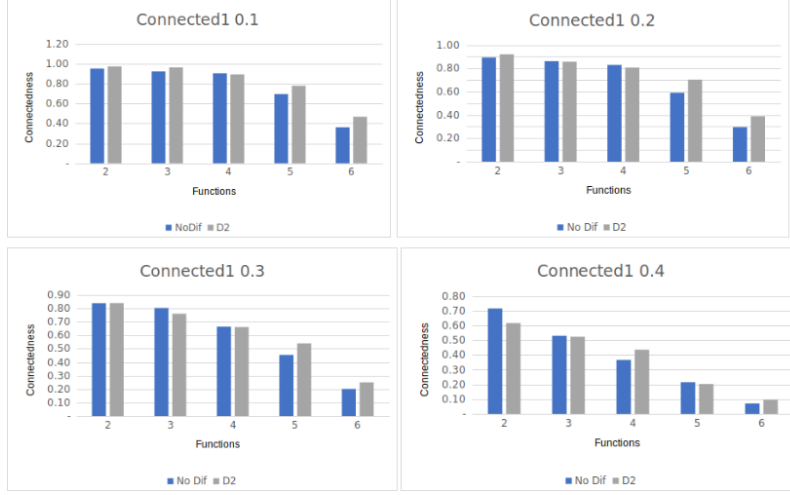 Connected1 0.1
1.20
1.00
0.80
0.60
0.40
0.20
-
Connectedness
2 3 4 5 6
Functions
NoDif D2
Connected1 0.2
1.00
0.80
0.60
0.40
0.20
-
Connectedness
2 3 4 5 6
Functions
No Dif D2
Connected1 0.3
0.90
0.80
0.70
0.60
0.50
0.40
0.30
0.20
0.10
-
Connectedness
2 3 4 5 6
Functions
No Dif D2
Connected1 0.4
0.80
0.70
0.60
0.50
0.40
0.30
0.20
0.10
-
Connectedness
2 3 4 5 6
Functions
No Dif D2